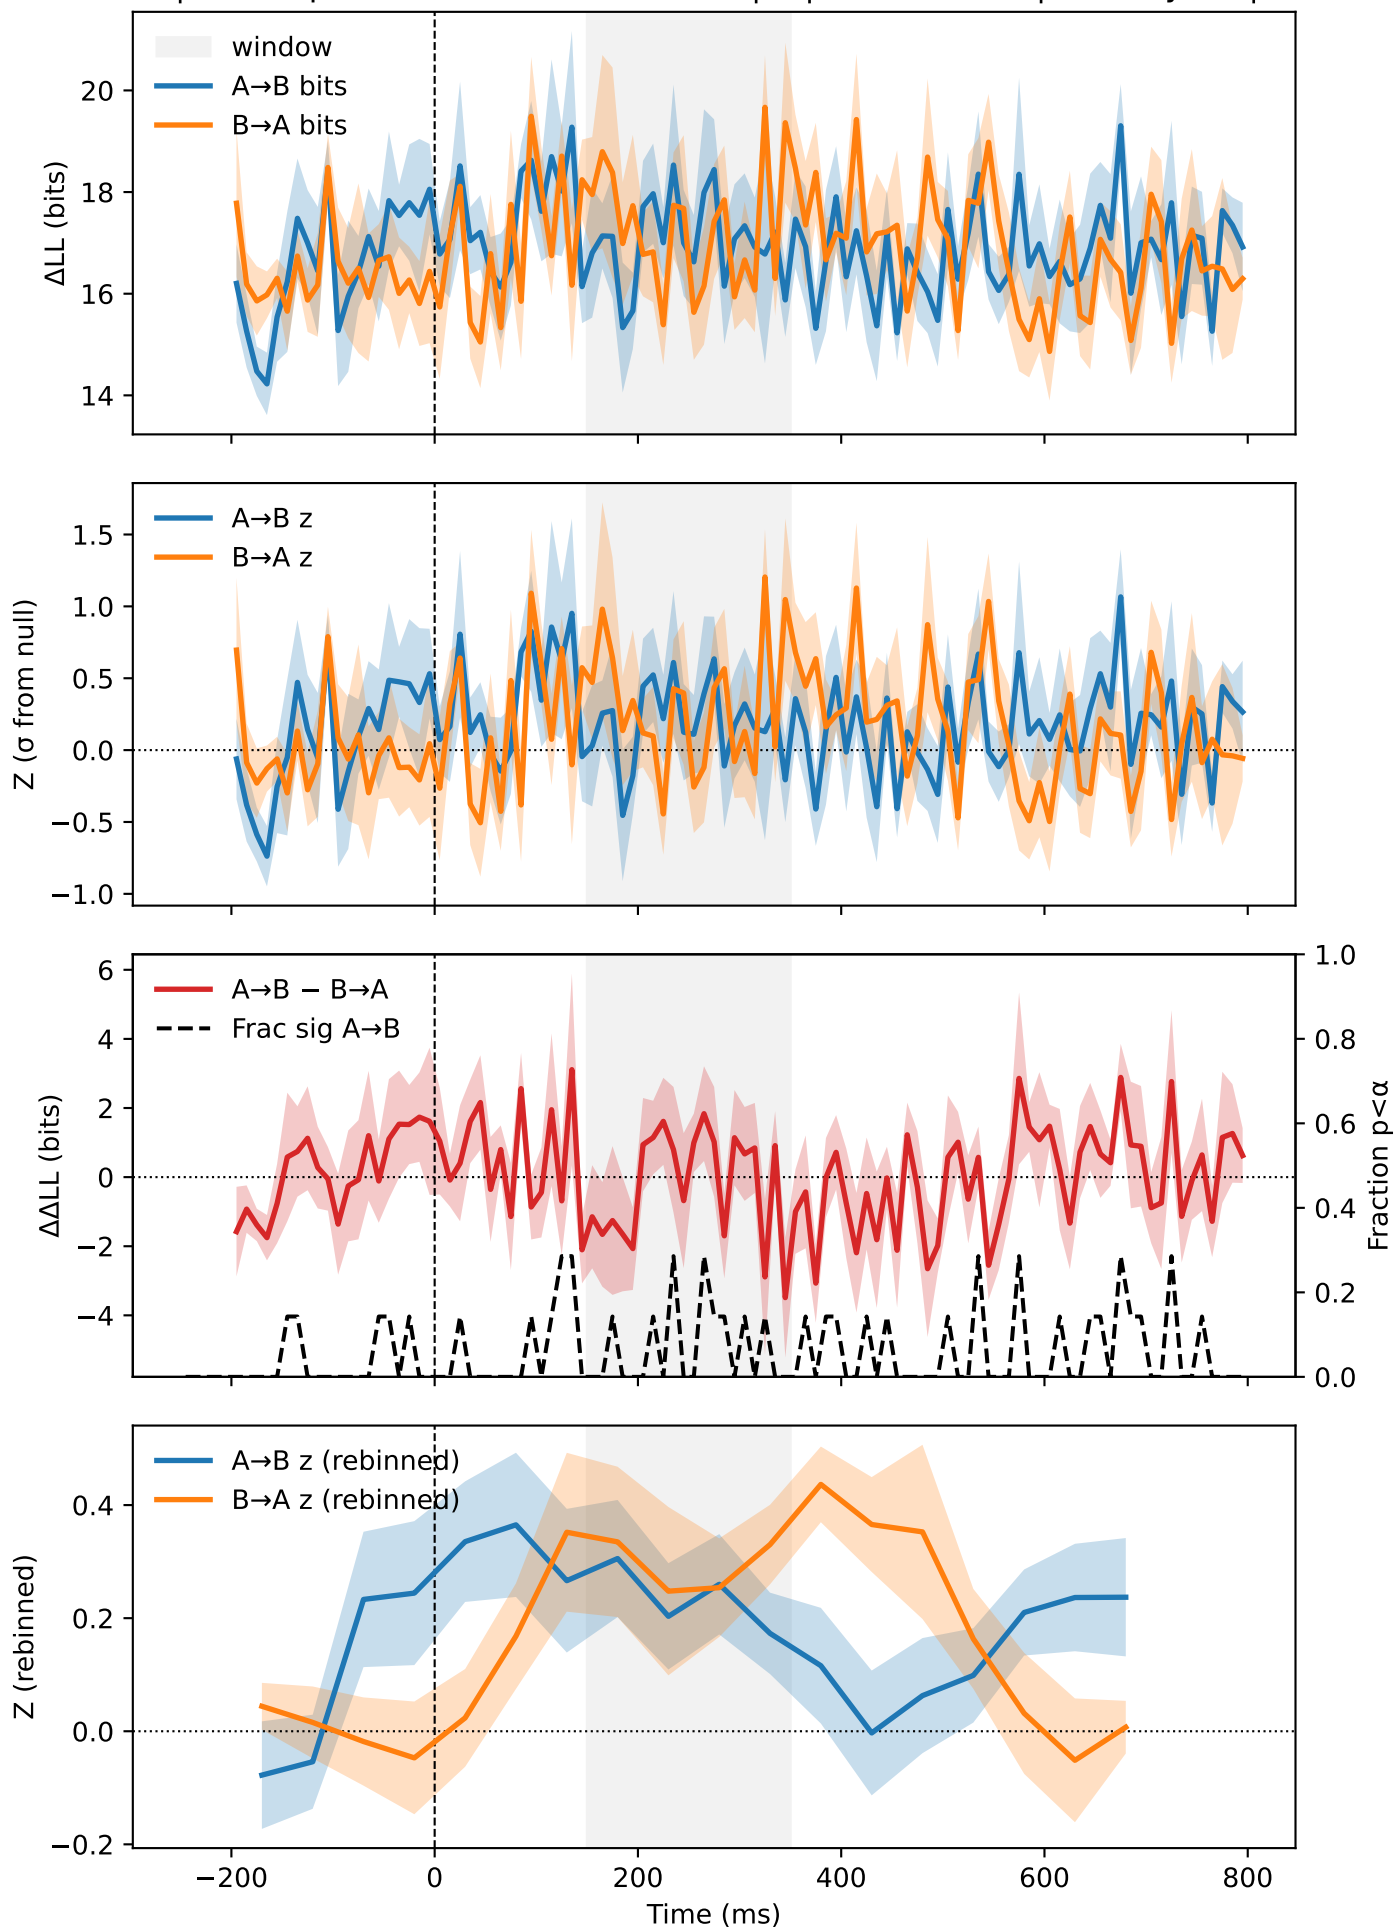 window
A→B bits
B→A bits
ΔLL (bits)
20
18
16
14
A→B z
B→A z
Z (σ from null)
1.5
1.0
0.5
0.0
−0.5
−1.0
A→B − B→A
Frac sig A→B
ΔΔLL (bits)
6
4
2
0
−2
−4
1.0
0.8
0.6
0.4
0.2
0.0
Fraction p<α
A→B z (rebinned)
B→A z (rebinned)
Z (rebinned)
0.4
0.2
0.0
−0.2
−200 0 200 400 600 800
Time (ms)